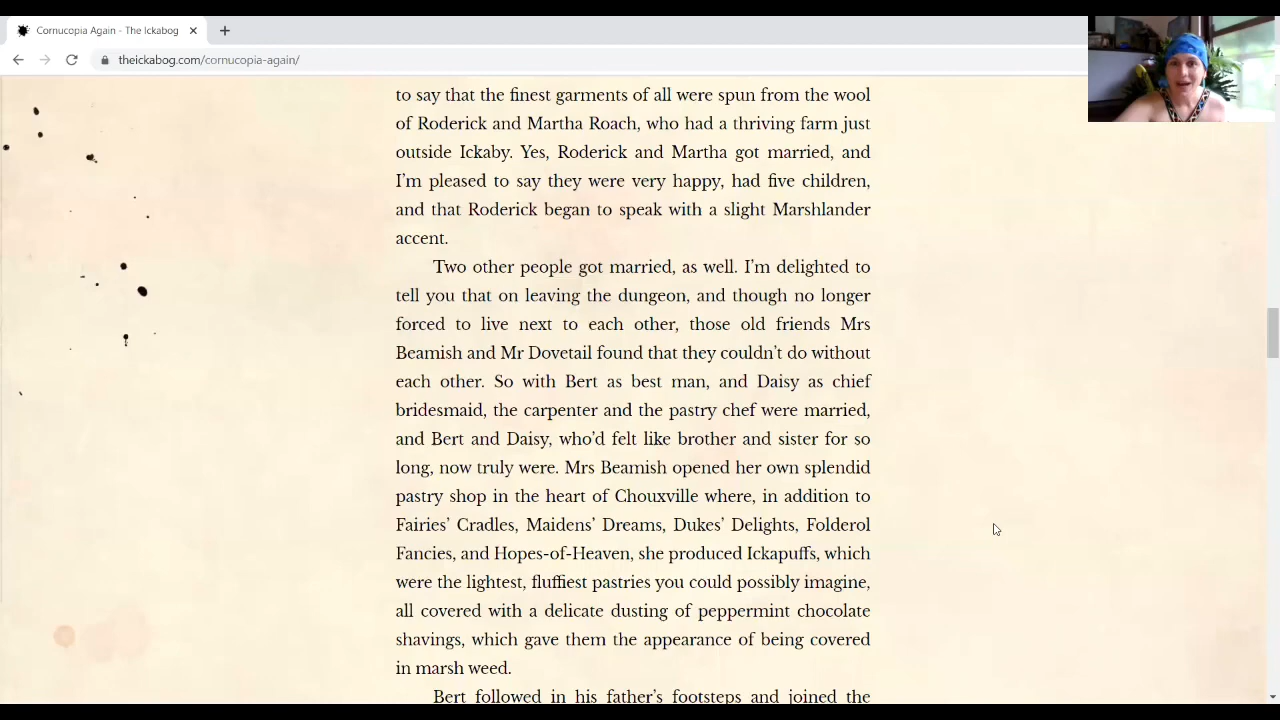 Cornucopia Again - The Ickabog
theickabog.com/cornucopia-again/
to say that the finest garments of all were spun from the wool
of Roderick and Martha Roach, who had a thriving farm just
outside Ickaby. Yes, Roderick and Martha got married, and
I’m pleased to say they were very happy, had five children,
and that Roderick began to speak with a slight Marshlander
accent.
Two other people got married, as well. I’m delighted to
tell you that on leaving the dungeon, and though no longer
forced to live next to each other, those old friends Mrs
Beamish and Mr Dovetail found that they couldn’t do without
each other. So with Bert as best man, and Daisy as chief
bridesmaid, the carpenter and the pastry chef were married,
and Bert and Daisy, who’d felt like brother and sister for so
long, now truly were. Mrs Beamish opened her own splendid
pastry shop in the heart of Chouxville where, in addition to
Fairies’ Cradles, Maidens’ Dreams, Dukes’ Delights, Folderol
Fancies, and Hopes-of-Heaven, she produced Ickapuffs, which
were the lightest, fluffiest pastries you could possibly imagine,
all covered with a delicate dusting of peppermint chocolate
shavings, which gave them the appearance of being covered
in marsh weed.
Bert followed in his father’s footsteps and joined the